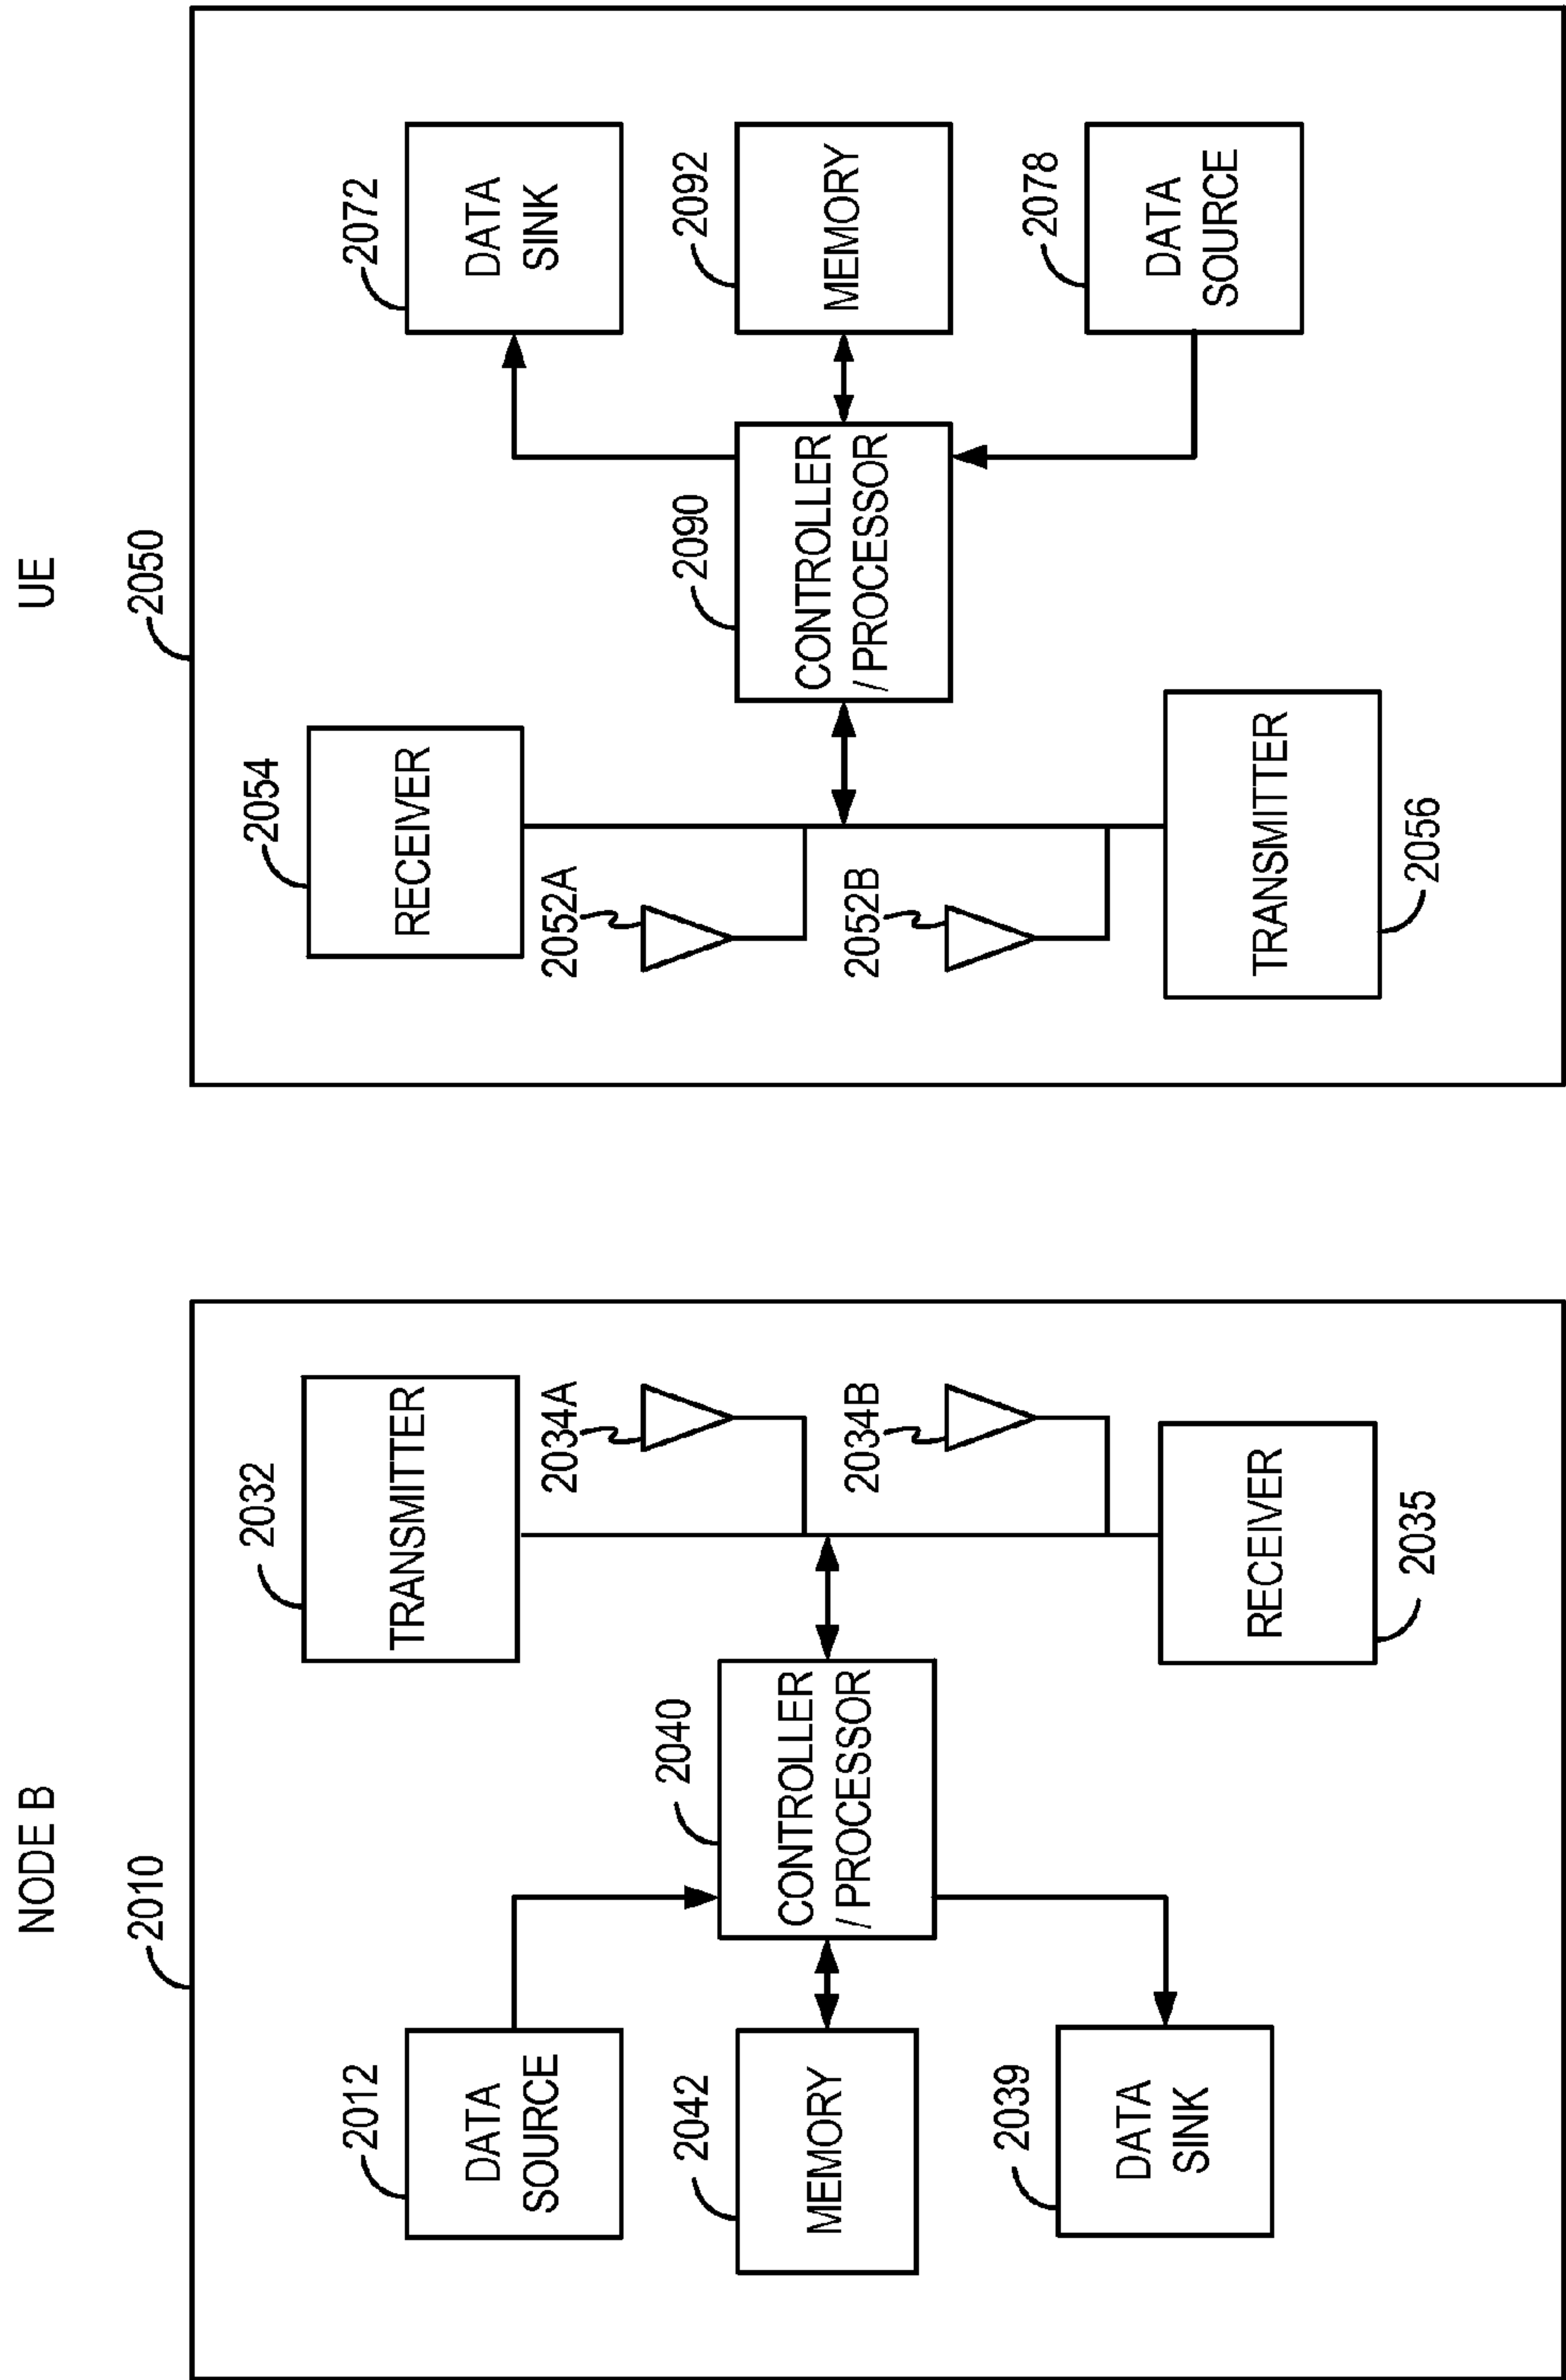 NODE B
2010
2012
DATA
SOURCE
2042
MEMORY
2039
DATA
SINK
2040
CONTROLLER
/ PROCESSOR
2032
TRANSMITTER
2034A
2034B
RECEIVER
2035
UE
2050
2054
RECEIVER
2052A
2052B
TRANSMITTER
2056
2090
CONTROLLER
/ PROCESSOR
2072
DATA
SINK
2092
MEMORY
2078
DATA
SOURCE